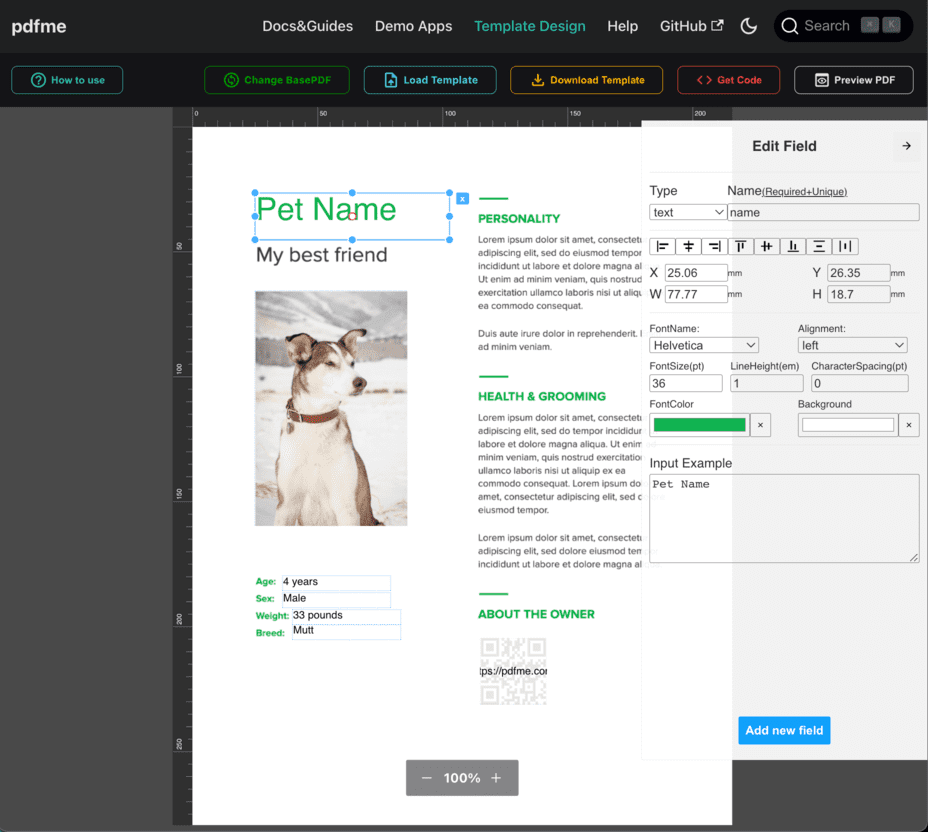 pdfme
Docs&Guides
Demo Apps
Template Design
Help
GitHub
Search
⌘
K
How to use
Change BasePDF
Load Template
Download Template
Get Code
Preview PDF
0
50
100
150
200
50
100
150
200
250
Pet Name
x
My best friend
Age: 4 years
Sex: Male
Weight: 33 pounds
Breed: Mutt
PERSONALITY
Lorem ipsum dolor sit amet, consectetu
adipiscing elit, sed do eiusmod tempor
incididunt ut labore et dolore magna al
Ut enim ad minim veniam, quis nostrud
exercitation ullamco laboris nisi ut aliqu
ea commodo consequat.
Duis aute irure dolor in reprehenderit.
ad minim veniam.
HEALTH & GROOMING
Lorem ipsum dolor sit amet, consectetu
adipiscing elit, sed do tempor incididur
labore et dolore magna aliqua. Ut enim
minim veniam, quis nostrud exercitation
ullamco laboris nisi ut aliquip ex ea
commodo consequat. Lorem ipsum do
amet, consectetur adipiscing elit, sed d
eiusmod tempor.
Lorem ipsum dolor sit amet, consectetu
adipiscing elit, sed dolore eiusmod tem
incididunt ut labore et dolore magna al
ABOUT THE OWNER
tps://pdfme.cor
100%
Edit Field
Type
Name(Required+Unique)
text
name
X 25.06 mm
Y 26.35 mm
W 77.77 mm
H 18.7 mm
FontName:
Alignment:
Helvetica
left
FontSize(pt)
LineHeight(em)
CharacterSpacing(pt)
36
1
0
FontColor
Background
×
×
Input Example
Pet Name
Add new field